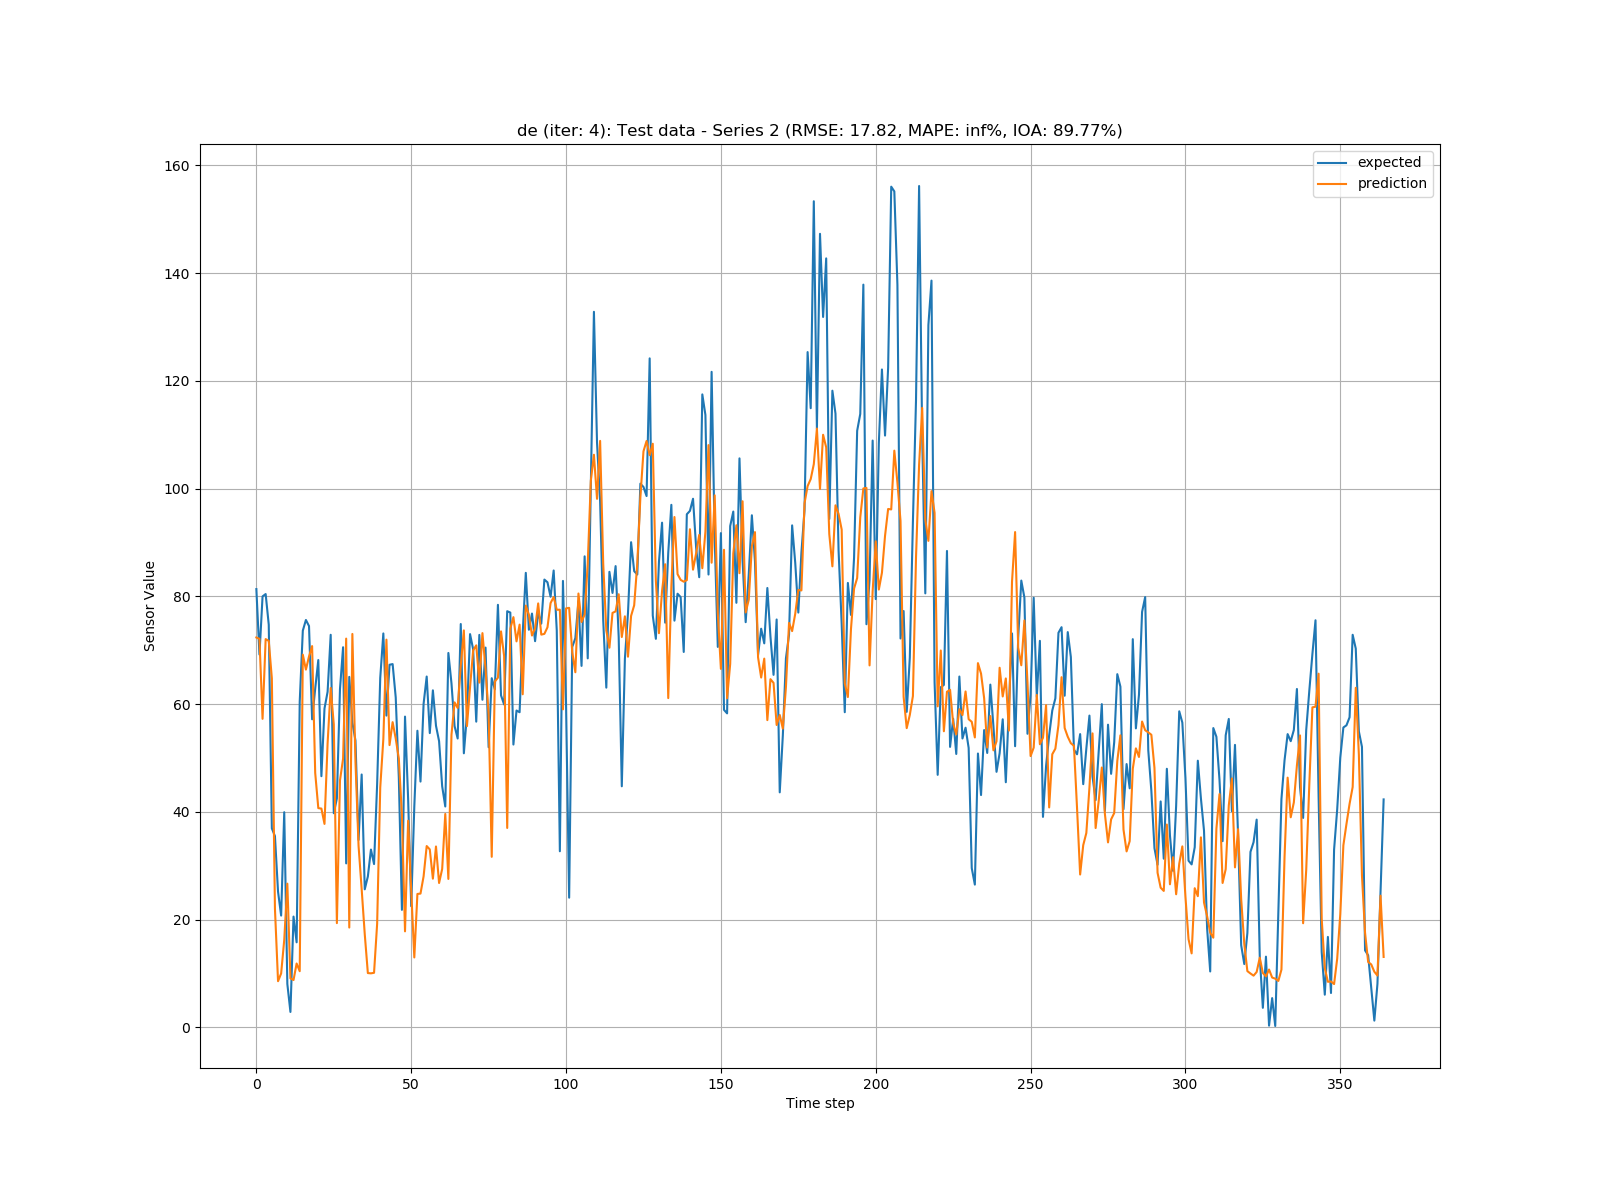 de (iter: 4): Test data - Series 2 (RMSE: 17.82, MAPE: inf%, IOA: 89.77%)
expected
prediction
160
140
120
100
80
60
40
20
0
Sensor Value
0 50 100 150 200 250 300 350
Time step